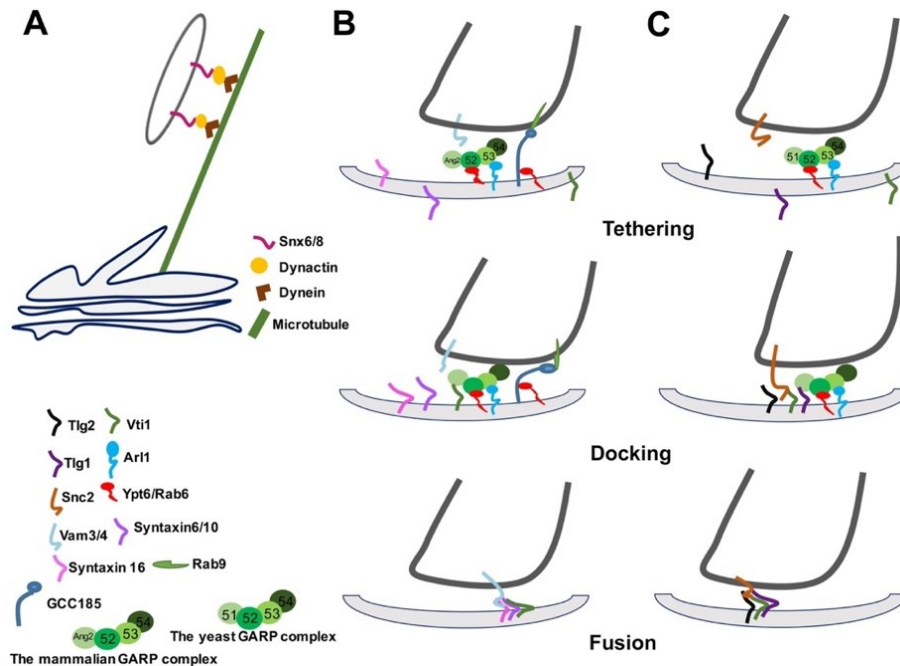 A
B
C
Snx6/8
Dynactin
Dynein
Microtubule
Ang2 52 53 54
51 52 53 54
Tethering
Docking
Fusion
Tlg2
Vti1
Tlg1
Arl1
Snc2
Ypt6/Rab6
Vam3/4
Syntaxin6/10
Syntaxin 16
Rab9
GCC185
Ang2 52 53 54
The mammalian GARP complex
51 52 53 54
The yeast GARP complex